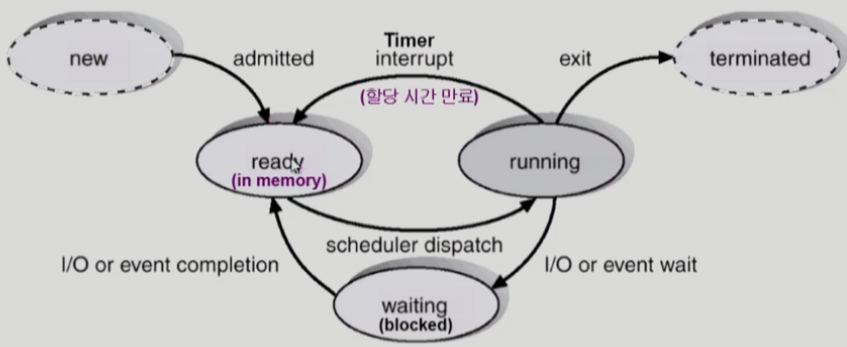 new
admitted
Timer
interrupt
(할당 시간 만료)
exit
terminated
ready
(in memory)
running
scheduler dispatch
I/O or event completion
I/O or event wait
waiting
(blocked)